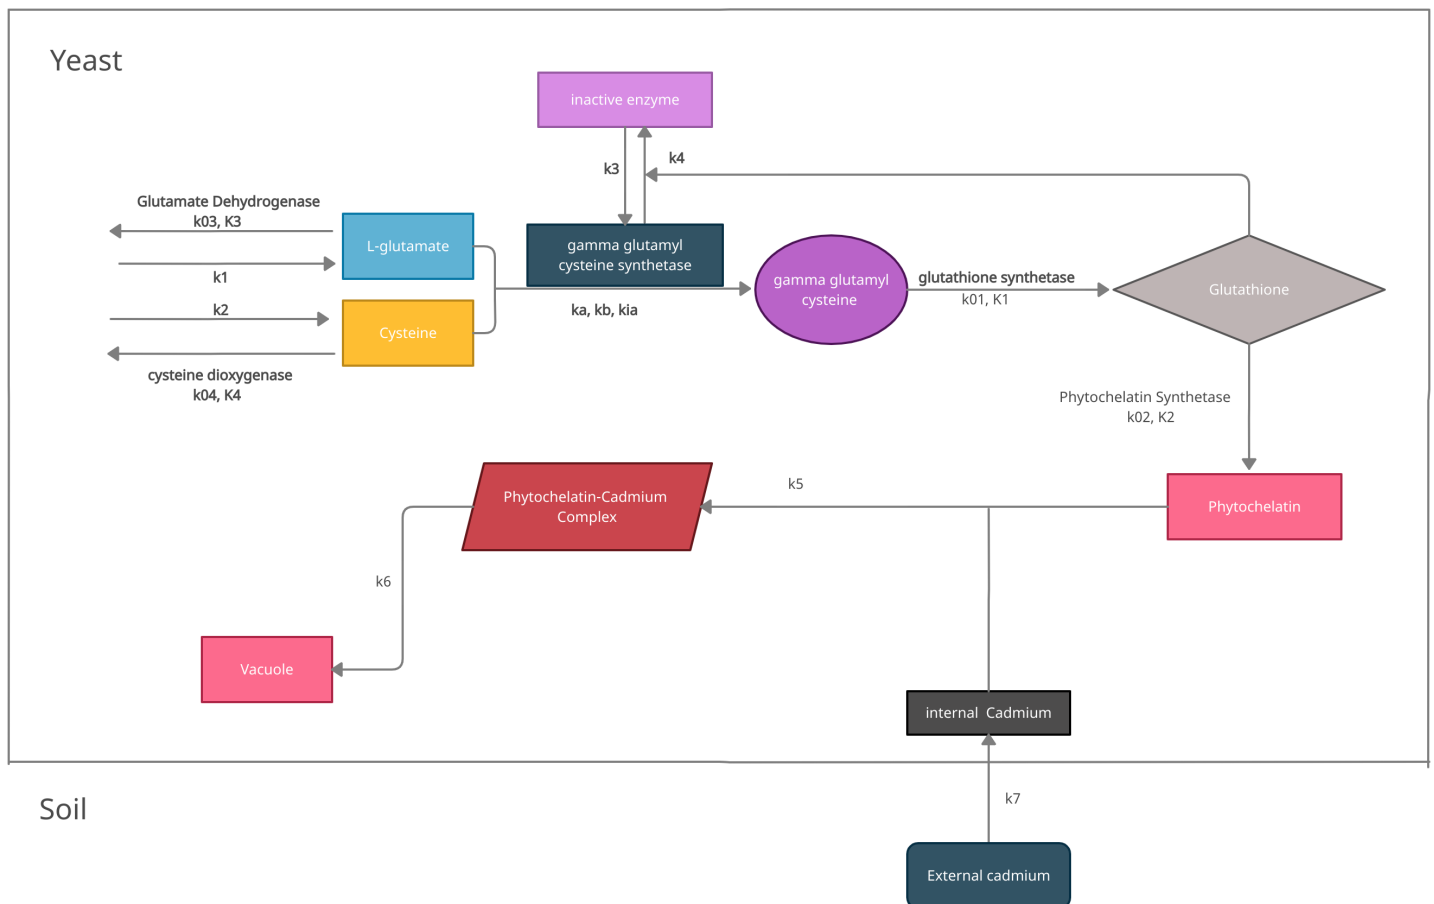 Yeast
inactive enzyme
k3
k4
Glutamate Dehydrogenase
k03, K3
L-glutamate
k1
k2
Cysteine
cysteine dioxygenase
k04, K4
gamma glutamyl
cysteine synthetase
ka, kb, kia
gamma glutamyl
cysteine
glutathione synthetase
k01, K1
Glutathione
Phytochelatin Synthetase
k02, K2
Phytochelatin
k5
Phytochelatin-Cadmium
Complex
k6
Vacuole
internal  Cadmium
Soil
k7
External cadmium